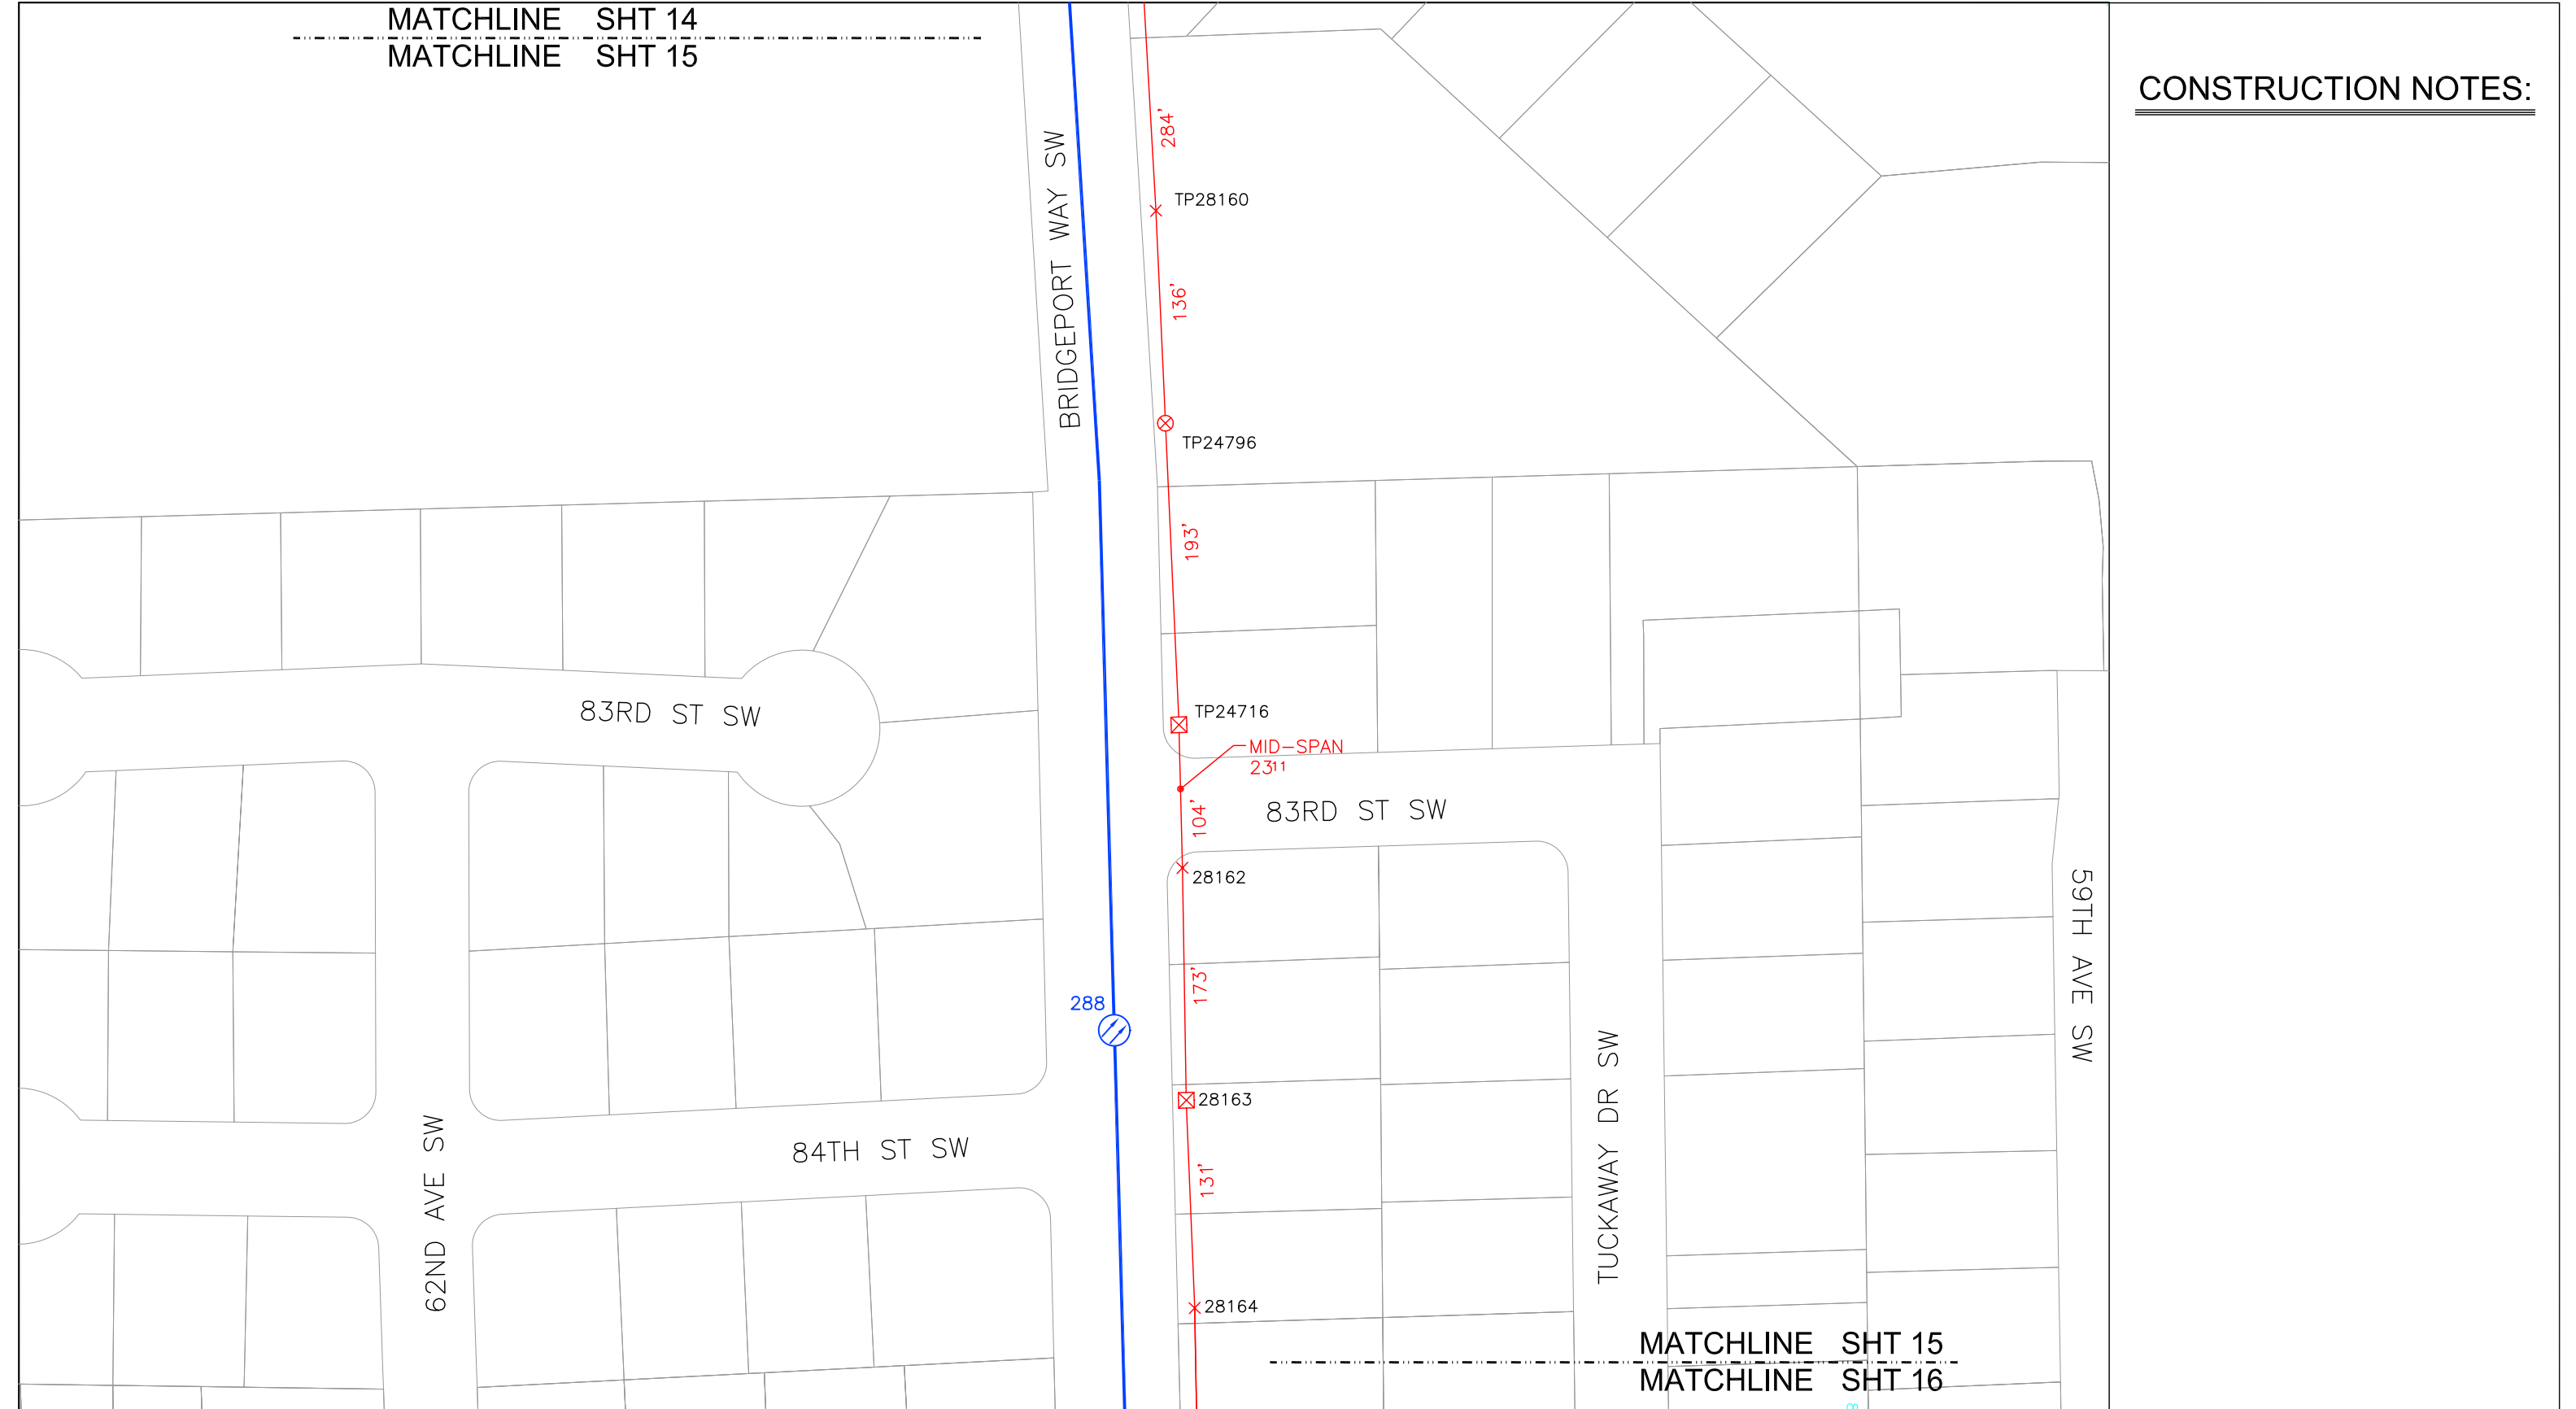 MATCHLINE SHT 14
MATCHLINE SHT 15
CONSTRUCTION NOTES:
BRIDGEPORT WAY SW
284'
TP28160
136'
TP24796
193'
TP24716
MID-SPAN
23¹¹
83RD ST SW
83RD ST SW
104'
28162
59TH AVE SW
173'
288
28163
84TH ST SW
131'
62ND AVE SW
TUCKAWAY DR SW
28164
MATCHLINE SHT 15
MATCHLINE SHT 16